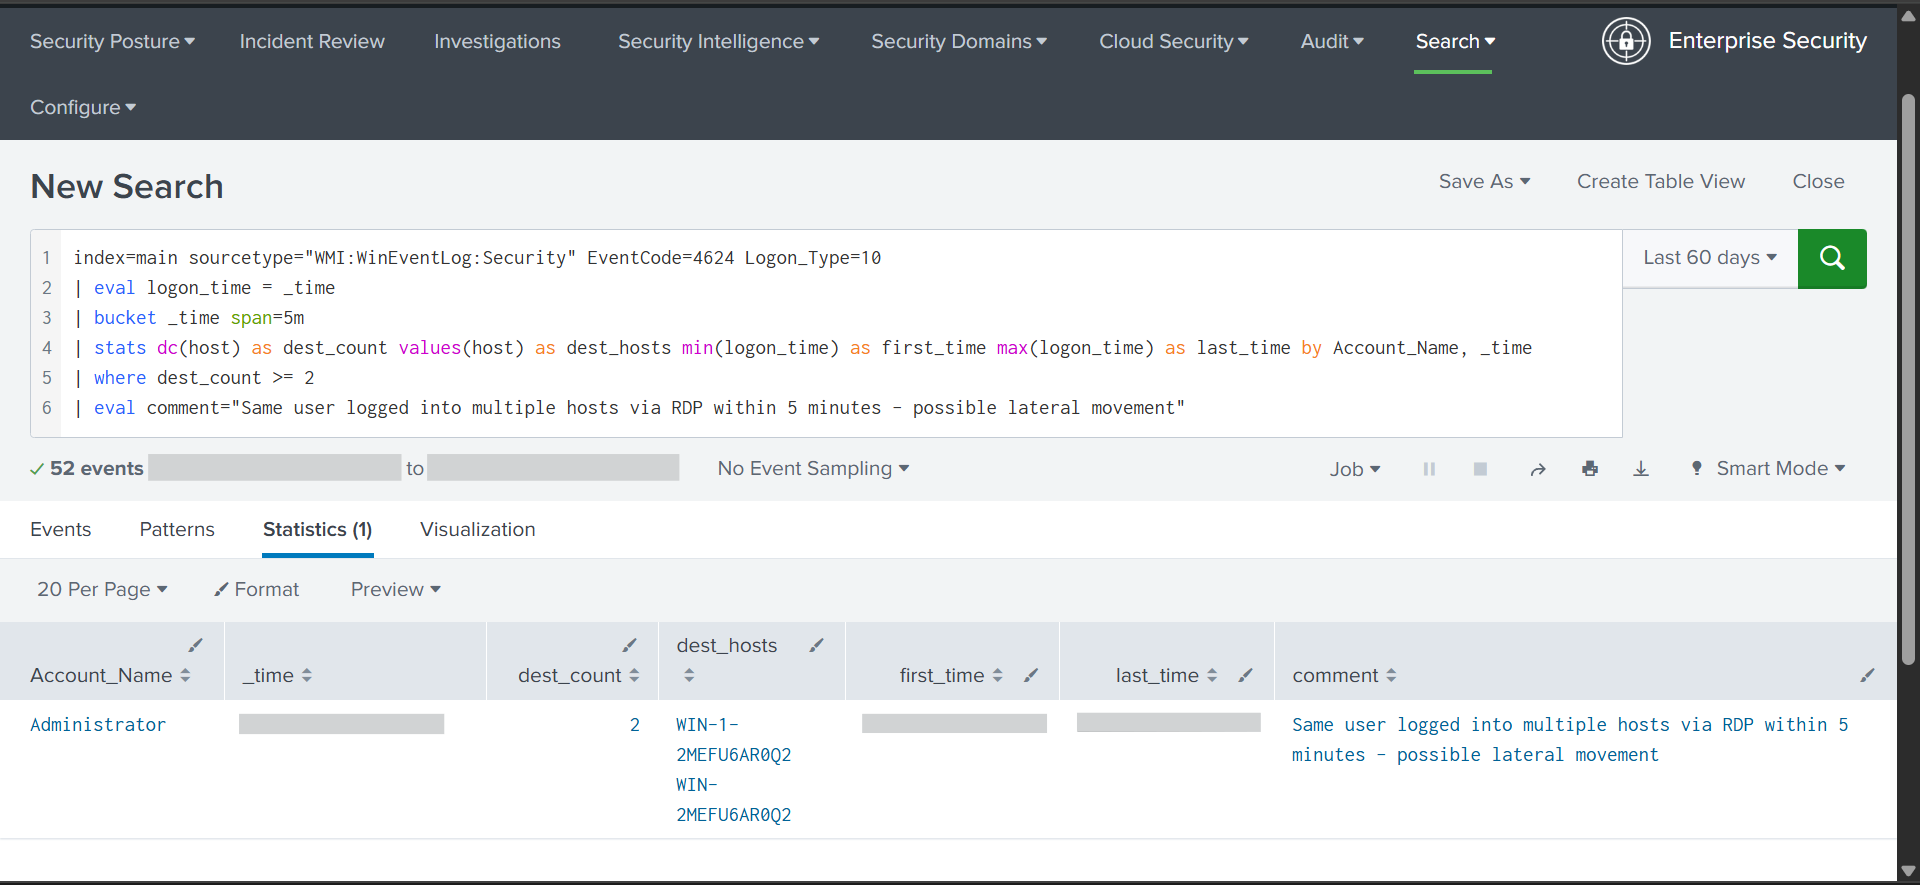 Security Posture Incident Review Investigations Security Intelligence Security Domains Cloud Security Audit Search Enterprise Security
Configure
New Search
Save As Create Table View Close
1 index=main sourcetype="WMI:WinEventLog:Security" EventCode=4624 Logon_Type=10
Last 60 days
2 | eval logon_time = _time
3 | bucket _time span=5m
4 | stats dc(host) as dest_count values(host) as dest_hosts min(logon_time) as first_time max(logon_time) as last_time by Account_Name, _time
5 | where dest_count >= 2
6 | eval comment="Same user logged into multiple hosts via RDP within 5 minutes - possible lateral movement"
52 events to No Event Sampling Job Smart Mode
Events Patterns Statistics (1) Visualization
20 Per Page Format Preview
Account_Name _time dest_count dest_hosts first_time last_time comment
Administrator 2 WIN-1- Same user logged into multiple hosts via RDP within 5
2MEFU6AR0Q2 minutes - possible lateral movement
WIN-
2MEFU6AR0Q2